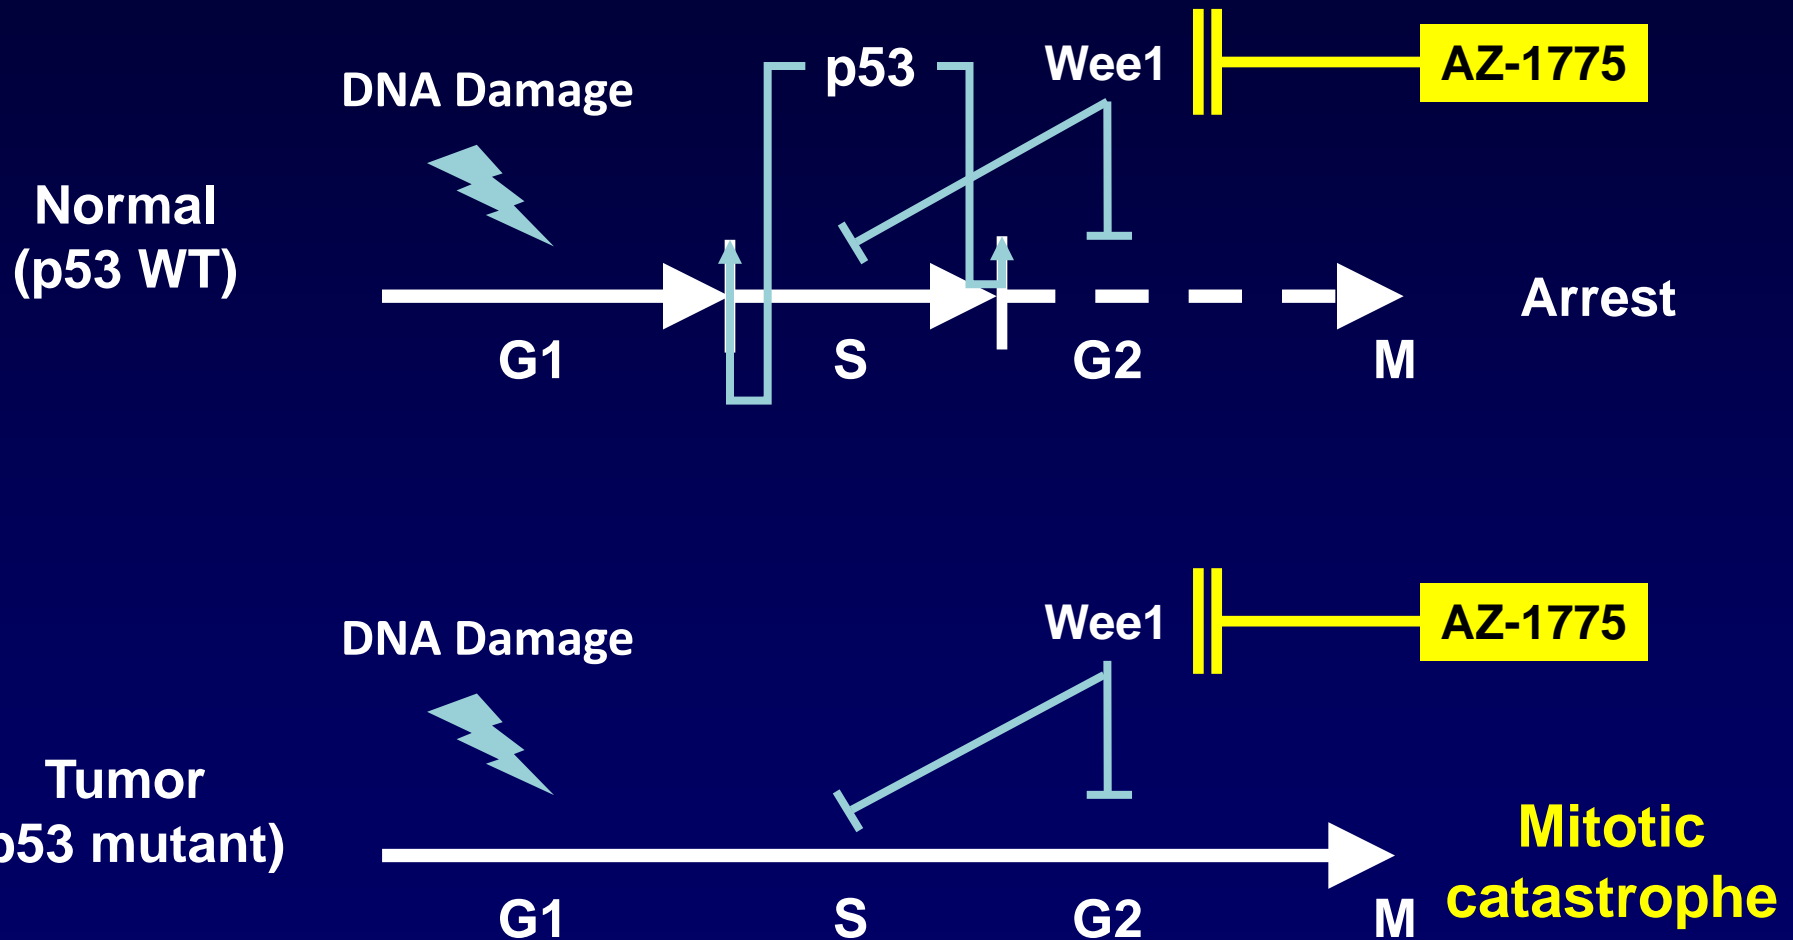 DNA Damage
p53
Wee1
AZ-1775
Normal
(p53 WT)
Arrest
G1
S
G2
M
DNA Damage
Wee1
AZ-1775
Tumor
p53 mutant)
Mitotic
catastrophe
G1
S
G2
M